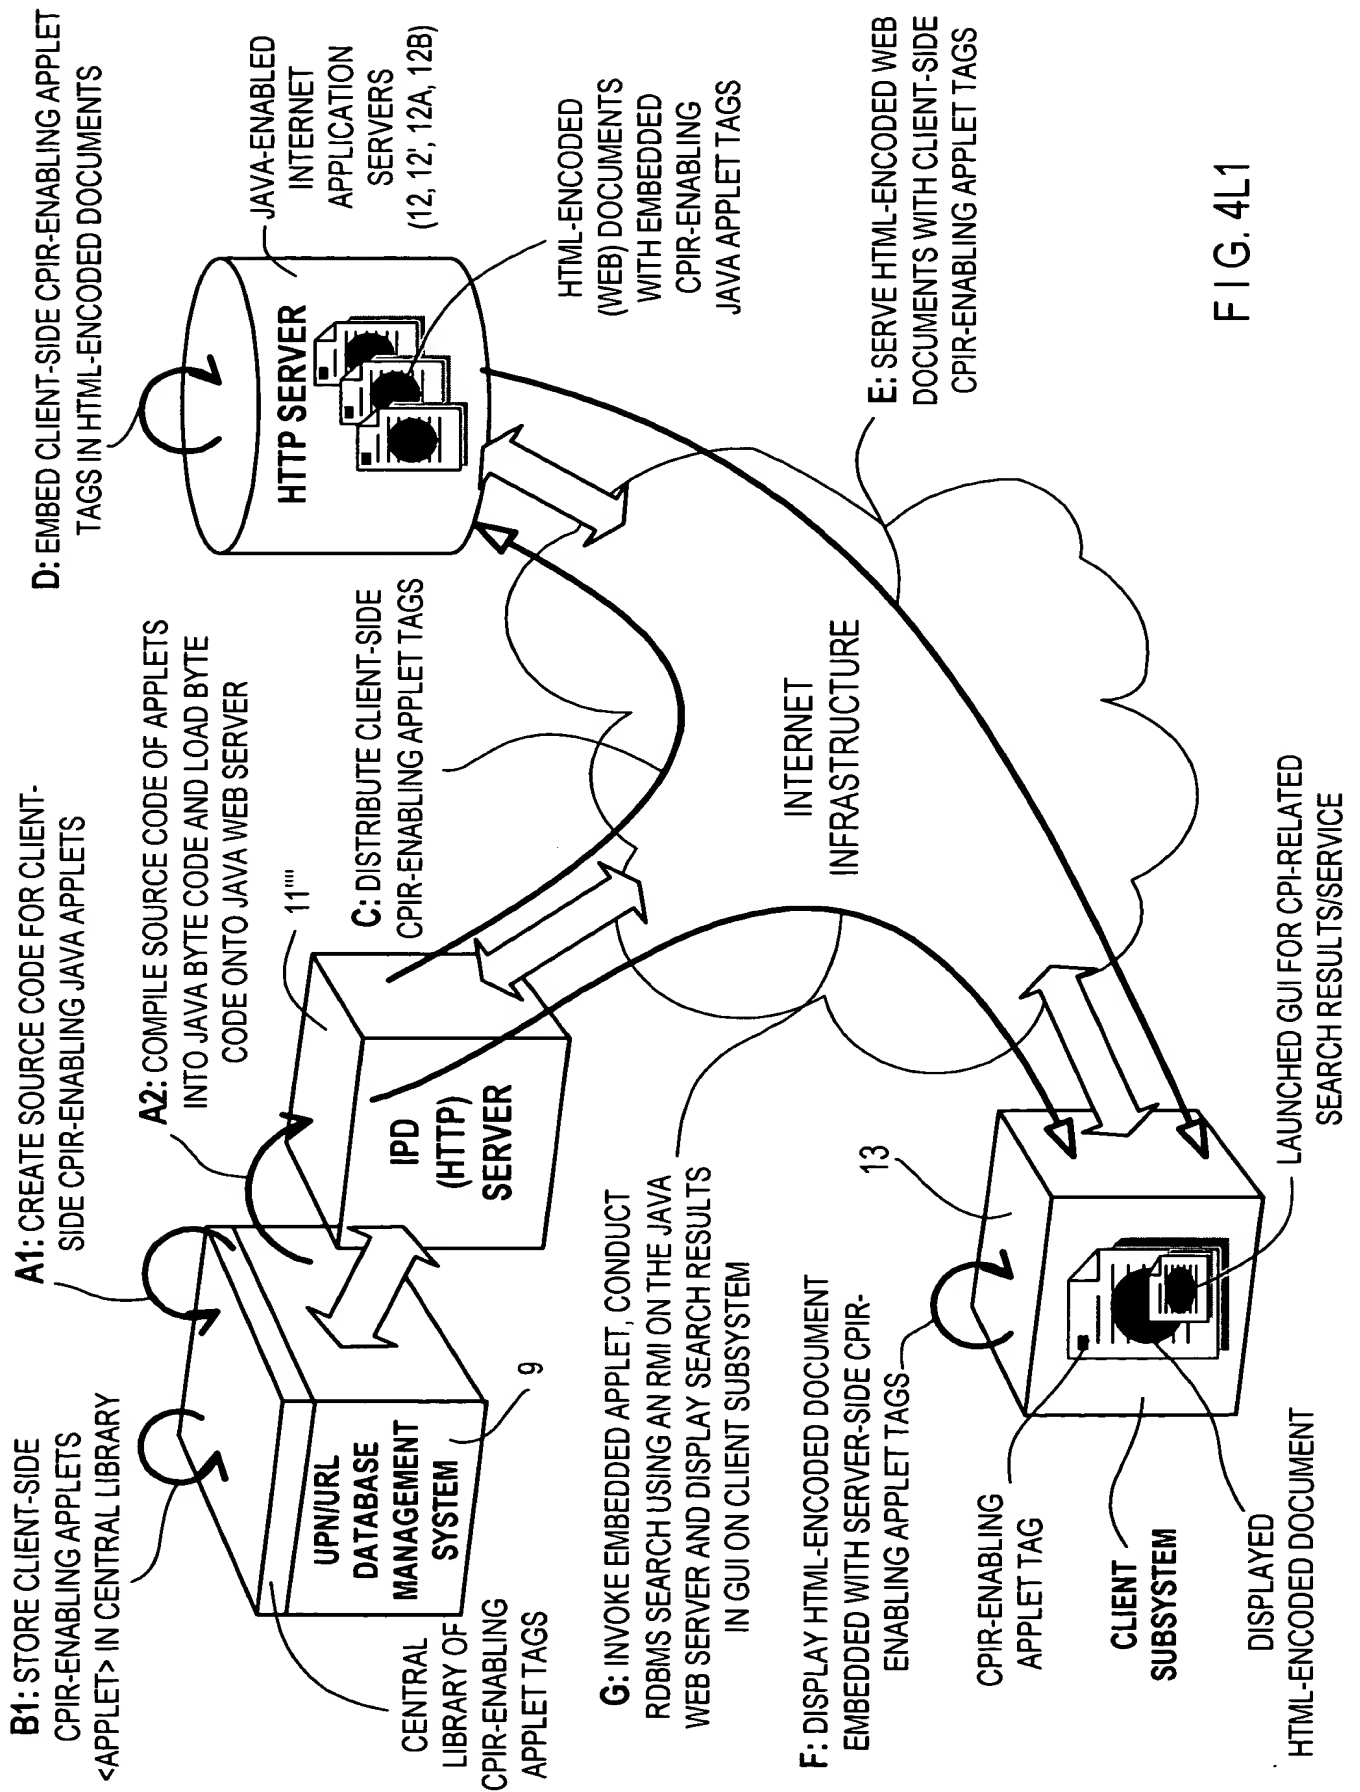 B1: STORE CLIENT-SIDE
CPIR-ENABLING APPLETS
<APPLET> IN CENTRAL LIBRARY
A1: CREATE SOURCE CODE FOR CLIENT-
SIDE CPIR-ENABLING JAVA APPLETS
A2: COMPILE SOURCE CODE OF APPLETS
INTO JAVA BYTE CODE AND LOAD BYTE
CODE ONTO JAVA WEB SERVER
D: EMBED CLIENT-SIDE CPIR-ENABLING APPLET
TAGS IN HTML-ENCODED DOCUMENTS
JAVA-ENABLED
INTERNET
APPLICATION
SERVERS
(12, 12', 12A, 12B)
HTTP SERVER
HTML-ENCODED
(WEB) DOCUMENTS
WITH EMBEDDED
CPIR-ENABLING
JAVA APPLET TAGS
11''''
C: DISTRIBUTE CLIENT-SIDE
CPIR-ENABLING APPLET TAGS
IPD
(HTTP)
SERVER
UPN/URL
DATABASE
MANAGEMENT
SYSTEM
9
CENTRAL
LIBRARY OF
CPIR-ENABLING
APPLET TAGS
G: INVOKE EMBEDDED APPLET, CONDUCT
RDBMS SEARCH USING AN RMI ON THE JAVA
WEB SERVER AND DISPLAY SEARCH RESULTS
IN GUI ON CLIENT SUBSYSTEM
INTERNET
INFRASTRUCTURE
E: SERVE HTML-ENCODED WEB
DOCUMENTS WITH CLIENT-SIDE
CPIR-ENABLING APPLET TAGS
F: DISPLAY HTML-ENCODED DOCUMENT
EMBEDDED WITH SERVER-SIDE CPIR-
ENABLING APPLET TAGS
13
CPIR-ENABLING
APPLET TAG
CLIENT
SUBSYSTEM
DISPLAYED
HTML-ENCODED DOCUMENT
LAUNCHED GUI FOR CPI-RELATED
SEARCH RESULTS/SERVICE
FIG. 4L1